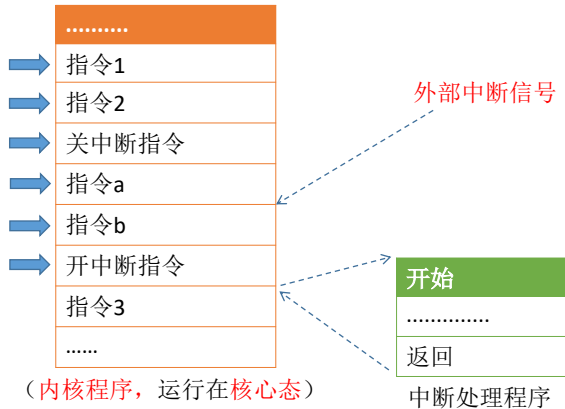 ..........
指令1
指令2
关中断指令
指令a
指令b
开中断指令
指令3
......
（内核程序，运行在核心态）
外部中断信号
开始
..............
返回
中断处理程序